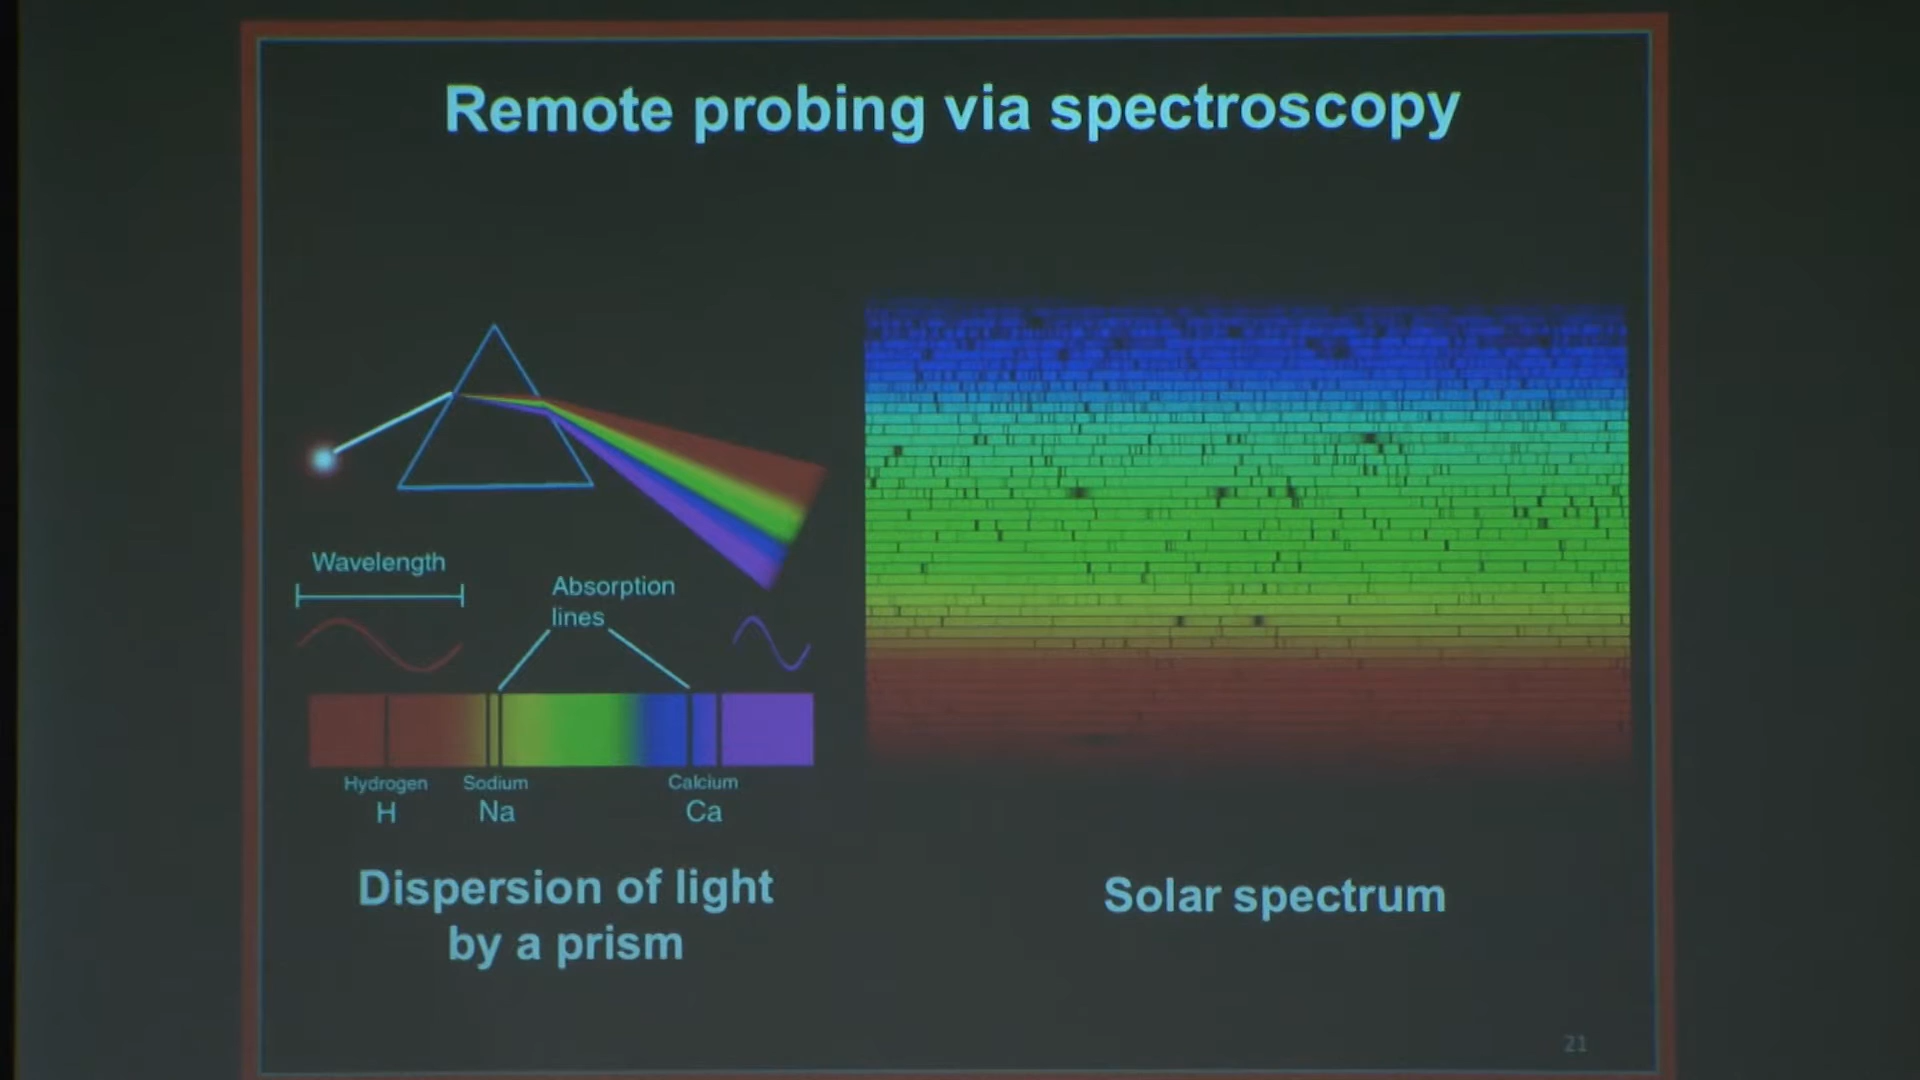 Remote probing via spectroscopy
Wavelength
Absorption
lines
Hydrogen
H
Sodium
Na
Calcium
Ca
Dispersion of light
by a prism
Solar spectrum
21